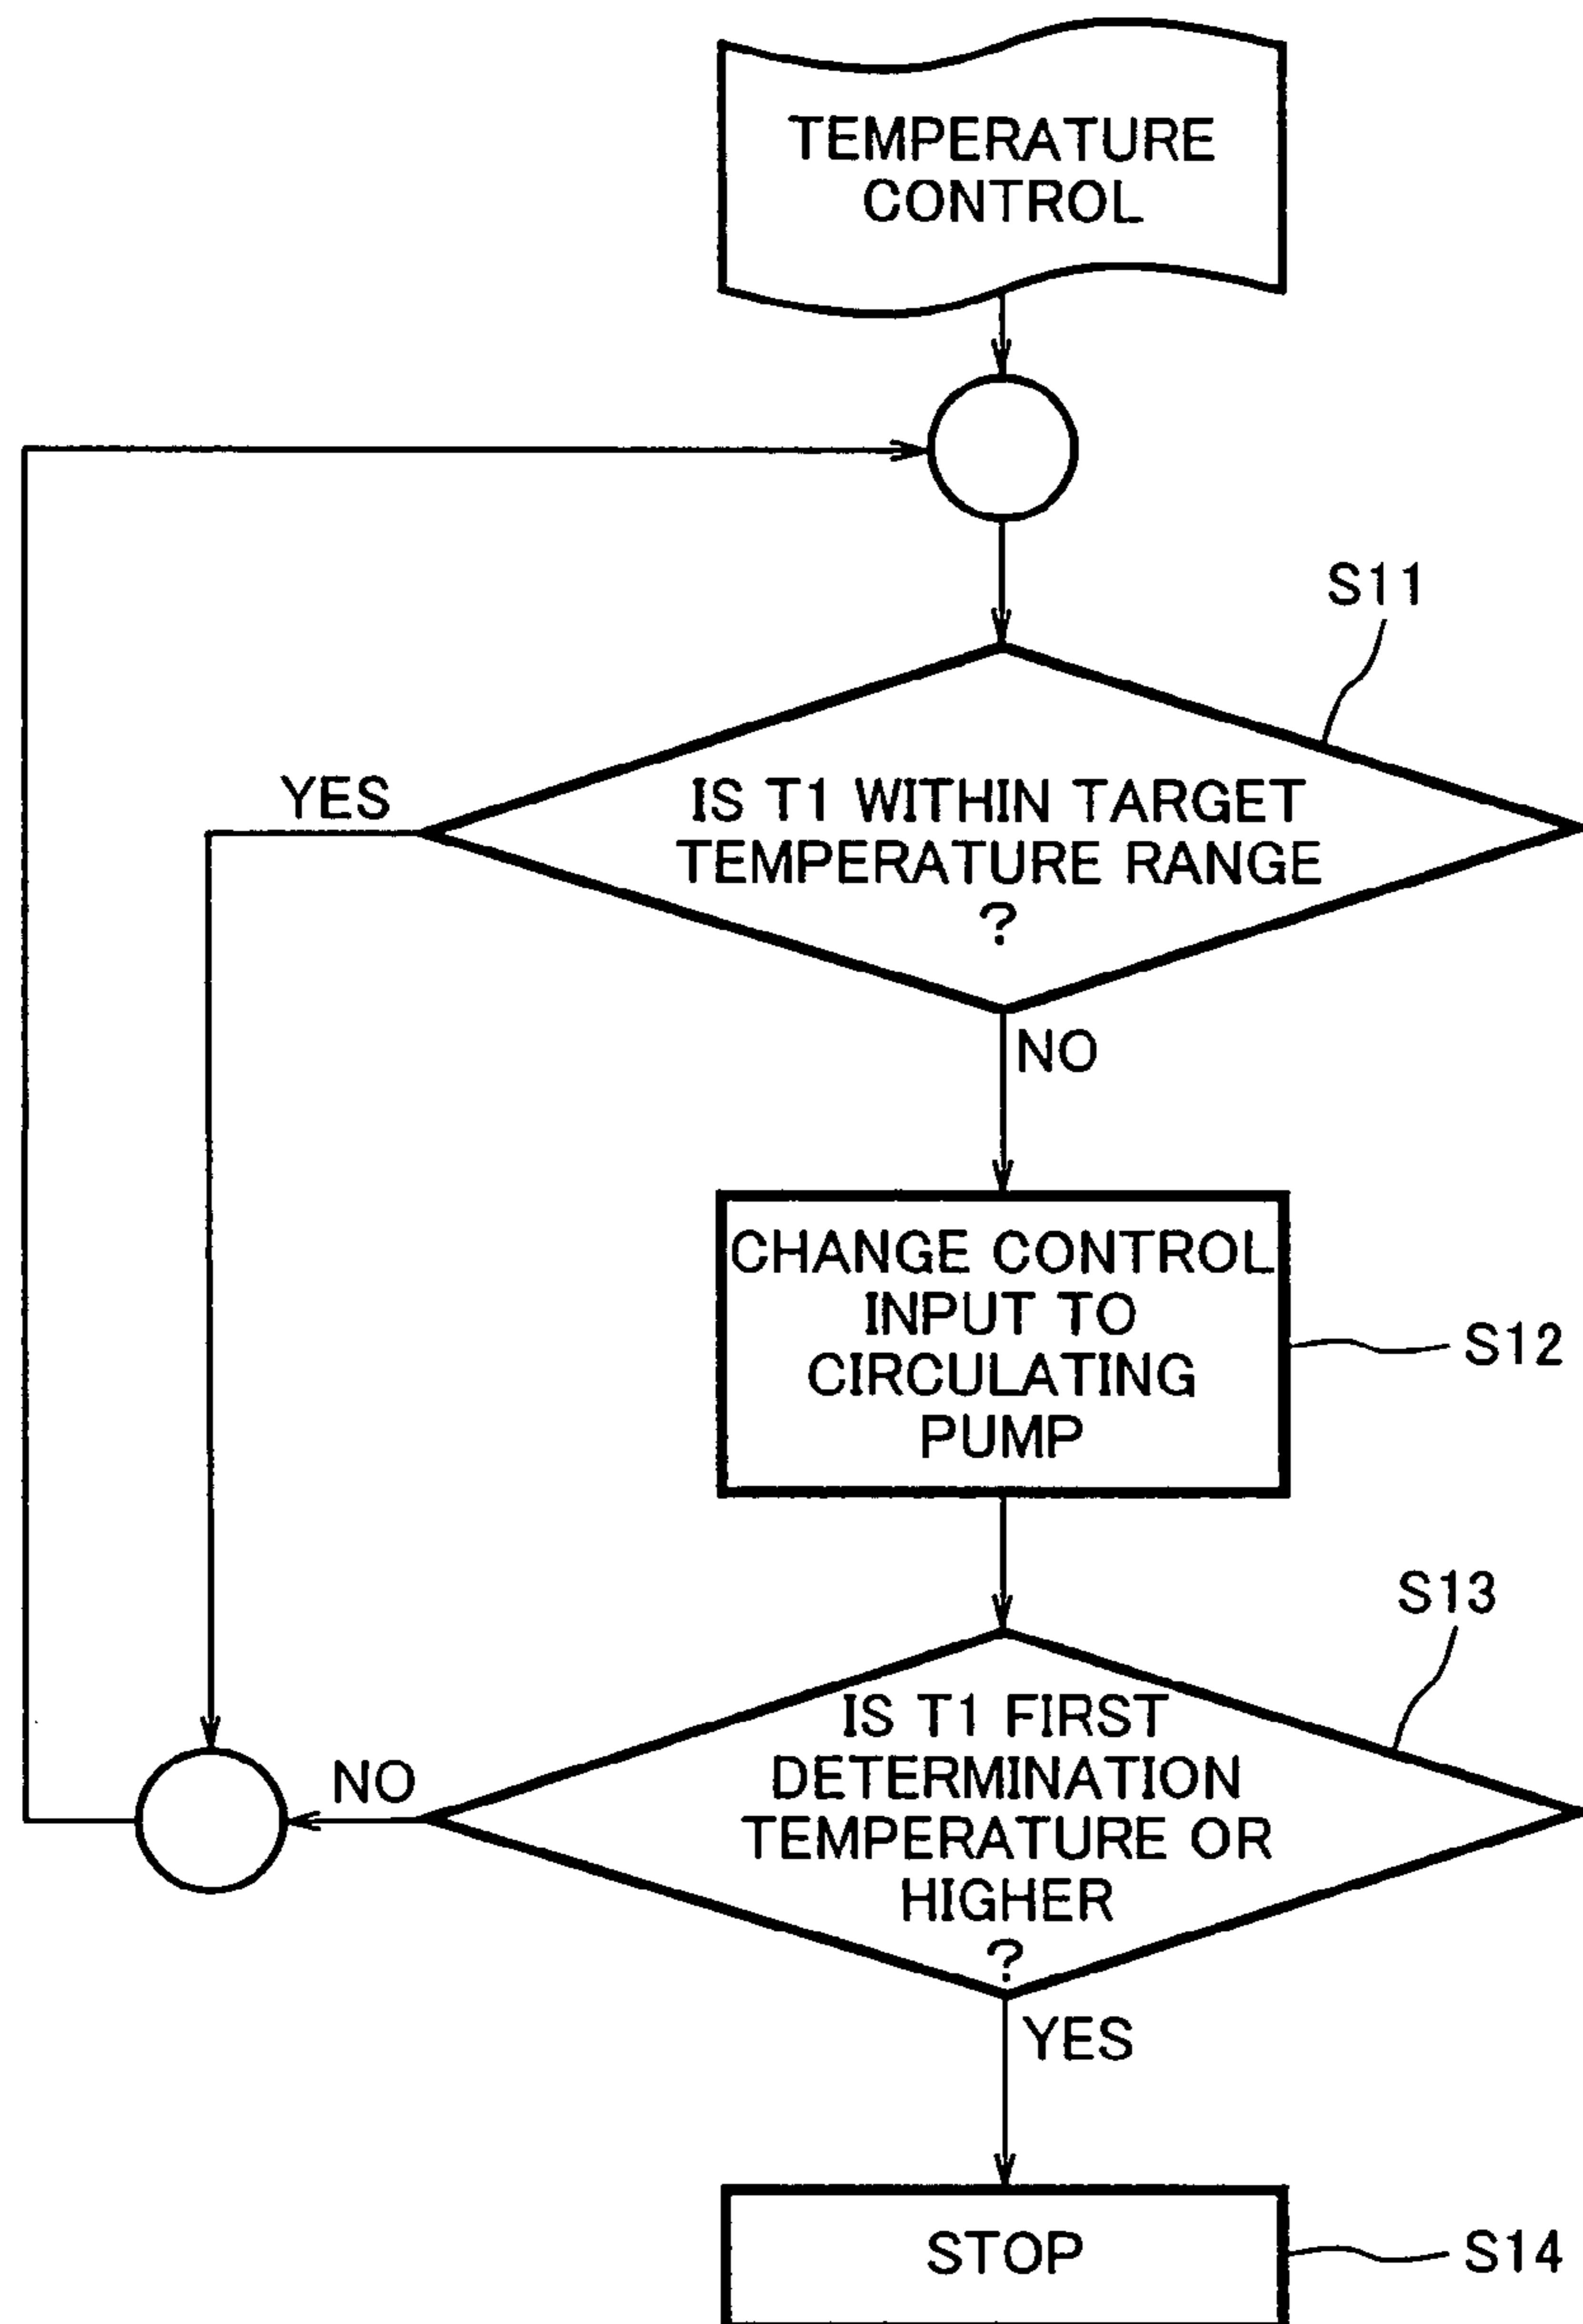 TEMPERATURE
CONTROL
S11
YES
IS T1 WITHIN TARGET
TEMPERATURE RANGE
?
NO
CHANGE CONTROL
INPUT TO
CIRCULATING
PUMP
S12
S13
NO
IS T1 FIRST
DETERMINATION
TEMPERATURE OR
HIGHER
?
YES
STOP
S14